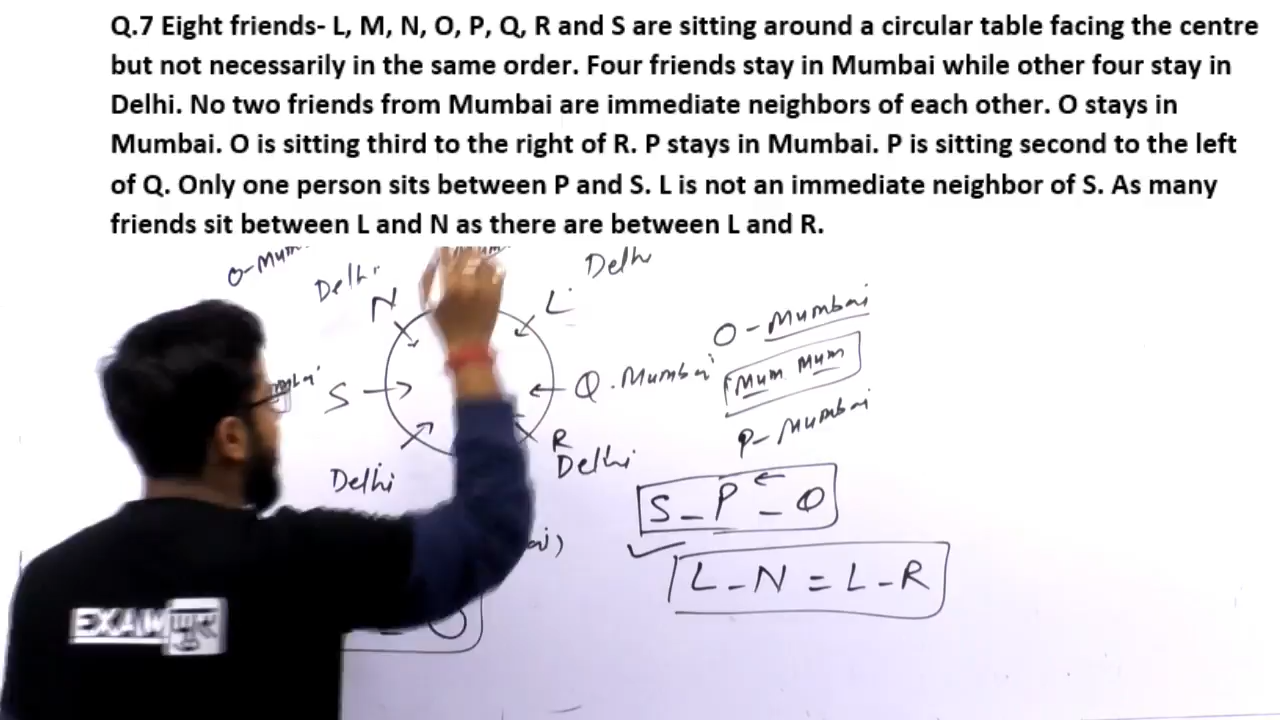 Q.7 Eight friends- L, M, N, O, P, Q, R and S are sitting around a circular table facing the centre
but not necessarily in the same order. Four friends stay in Mumbai while other four stay in
Delhi. No two friends from Mumbai are immediate neighbors of each other. O stays in
Mumbai. O is sitting third to the right of R. P stays in Mumbai. P is sitting second to the left
of Q. Only one person sits between P and S. L is not an immediate neighbor of S. As many
friends sit between L and N as there are between L and R.
O-Mum
Delhi
Delh
N
L
O - Mumbai
S
Q . Mumbai
Mum Mum
P - Mumbai
R
Delhi
Delhi
S _ P _ Q
L - N = L - R
EXAM